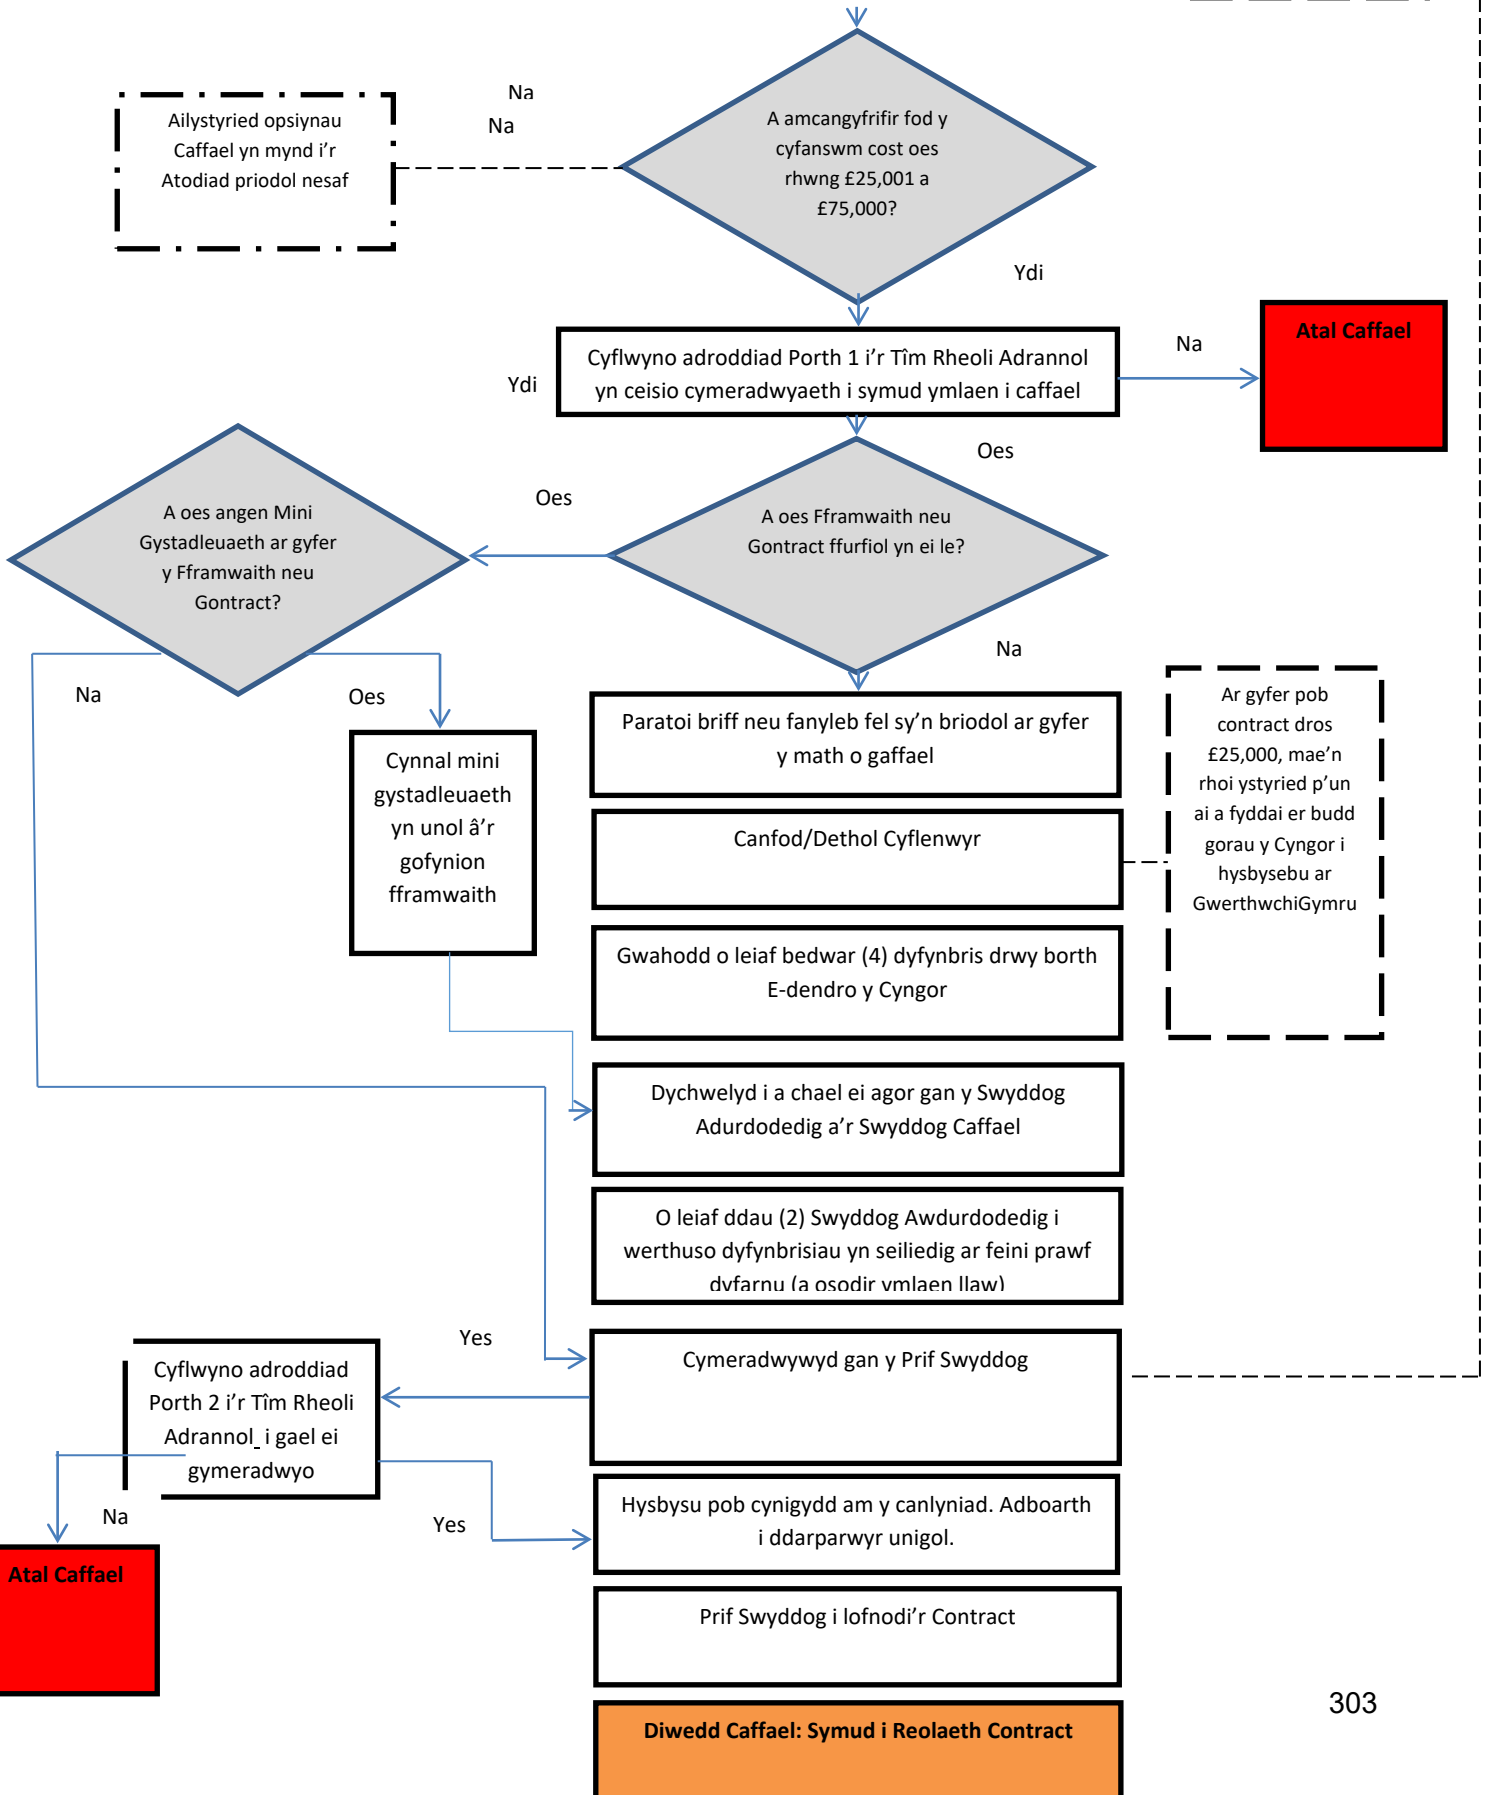 Na
Na
Ailystyried opsiynau
Caffael yn mynd i'r
Atodiad priodol nesaf
A amcangyfrifir fod y
cyfanswm cost oes
rhwng £25,001 a
£75,000?
Ydi
Cyflwyno adroddiad Porth 1 i'r Tîm Rheoli Adrannol
yn ceisio cymeradwyaeth i symud ymlaen i caffael
Na
Atal Caffael
Ydi
Oes
Oes
A oes angen Mini
Gystadleuaeth ar gyfer
y Fframwaith neu
Gontract?
A oes Fframwaith neu
Gontract ffurfiol yn ei le?
Na
Na
Oes
Cynnal mini
gystadleuaeth
yn unol â'r
gofynion
fframwaith
Paratoi briff neu fanyleb fel sy'n briodol ar gyfer
y math o gaffael
Ar gyfer pob
contract dros
£25,000, mae'n
rhoi ystyried p'un
ai a fyddai er budd
gorau y Cyngor i
hysbysebu ar
GwerthwchiGymru
Canfod/Dethol Cyflenwyr
Gwahodd o leiaf bedwar (4) dyfynbris drwy borth
E-dendro y Cyngor
Dychwelyd i a chael ei agor gan y Swyddog
Adurdodedig a'r Swyddog Caffael
O leiaf ddau (2) Swyddog Awdurdodedig i
werthuso dyfynbrisiau yn seiliedig ar feini prawf
dyfarnu (a osodir ymlaen llaw)
Yes
Cymeradwywyd gan y Prif Swyddog
Cyflwyno adroddiad
Porth 2 i'r Tîm Rheoli
Adrannol i gael ei
gymeradwyo
Na
Yes
Hysbysu pob cynigydd am y canlyniad. Adboarth
i ddarparwyr unigol.
Atal Caffael
Prif Swyddog i lofnodi'r Contract
Diwedd Caffael: Symud i Reolaeth Contract
303